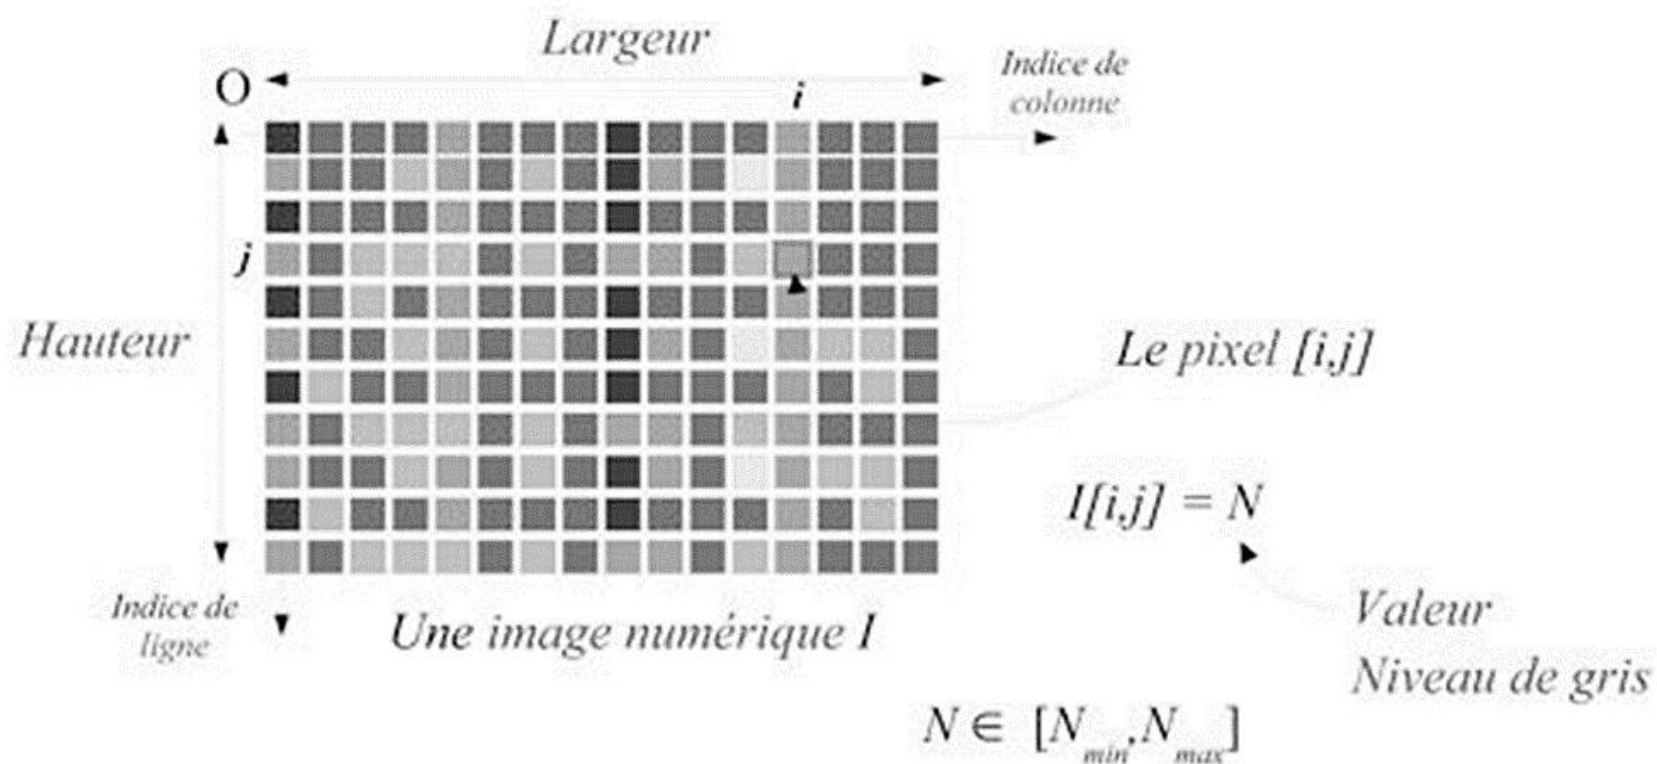 Largeur
O
i
Indice de
colonne
j
Hauteur
Le pixel [i,j]
I[i,j] = N
Indice de
ligne
Une image numérique I
Valeur
Niveau de gris
N ∈ [Nmin,Nmax]